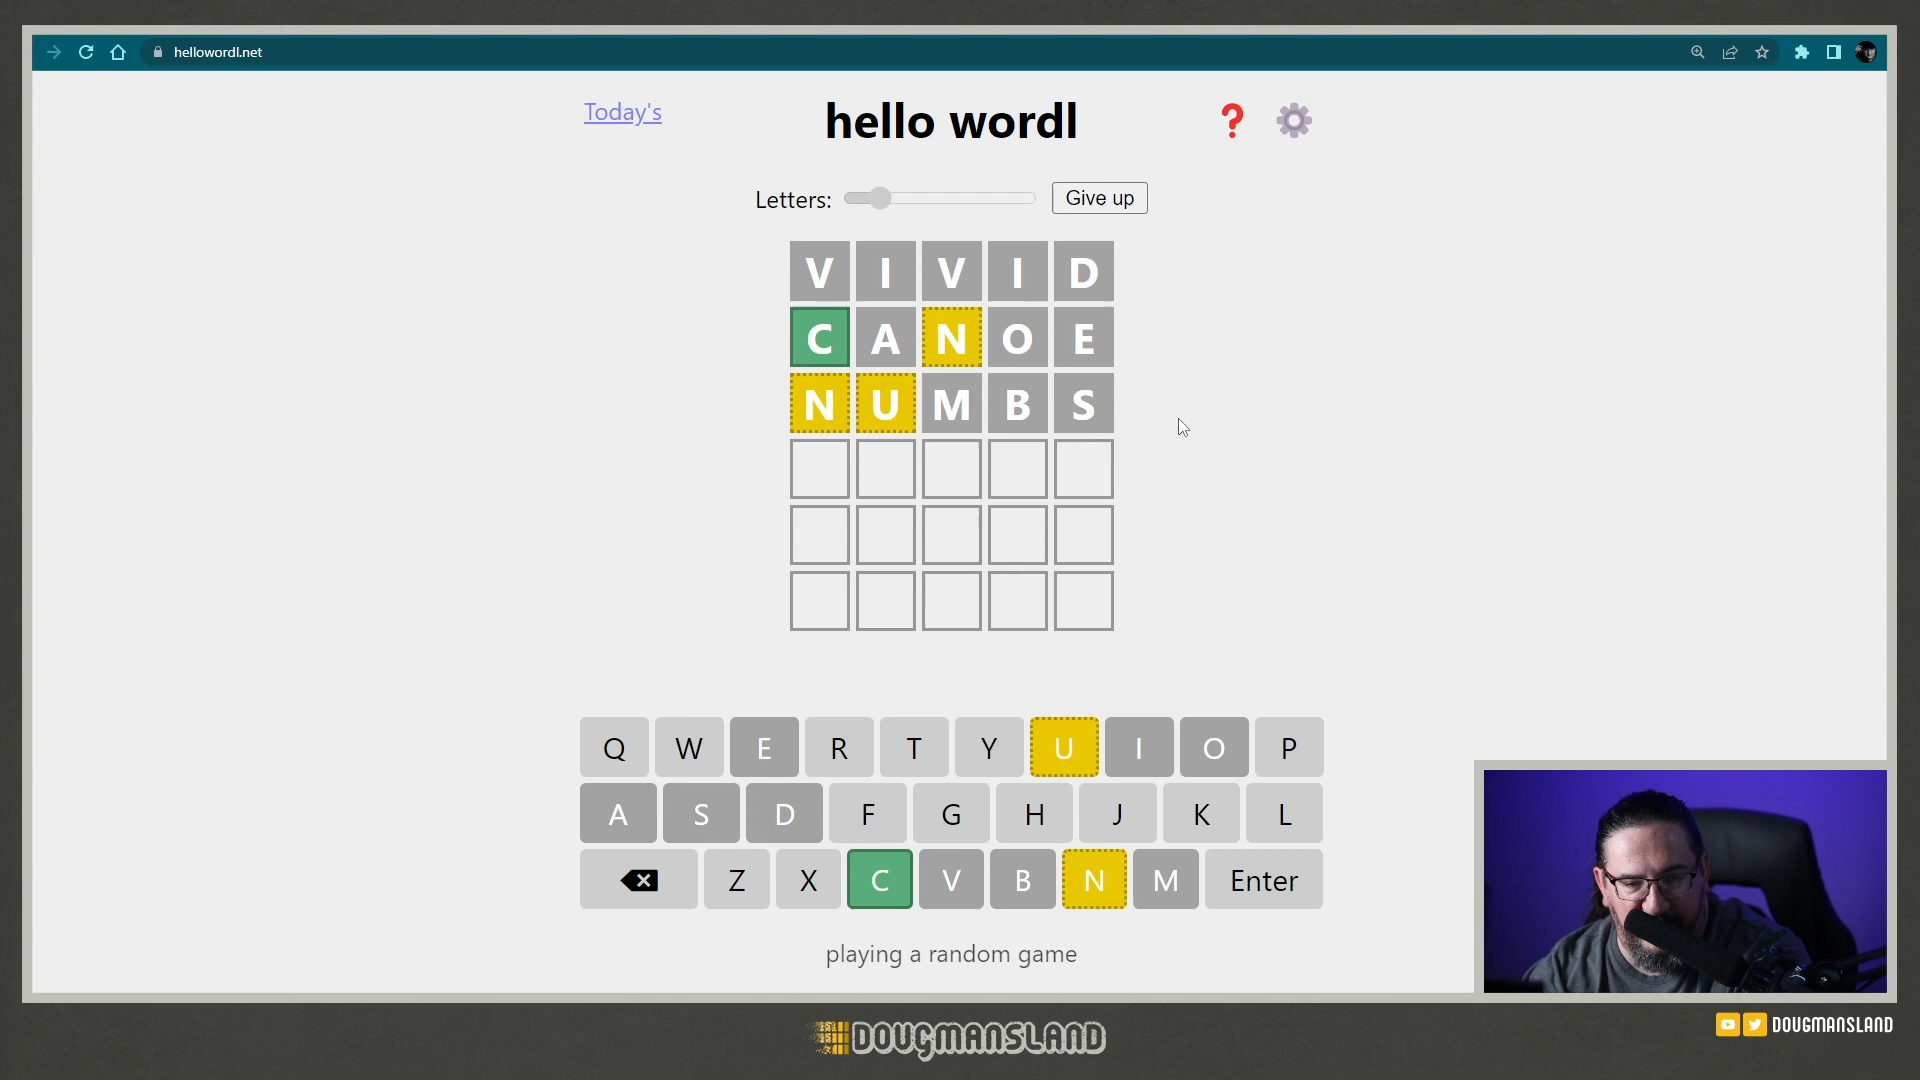 hellowordl.net
Today's
hello wordl
?
Letters:
Give up
V I V I D
C A N O E
N U M B S
Q W E R T Y U I O P
A S D F G H J K L
Z X C V B N M Enter
playing a random game
DOUGMANSLAND
DOUGMANSLAND